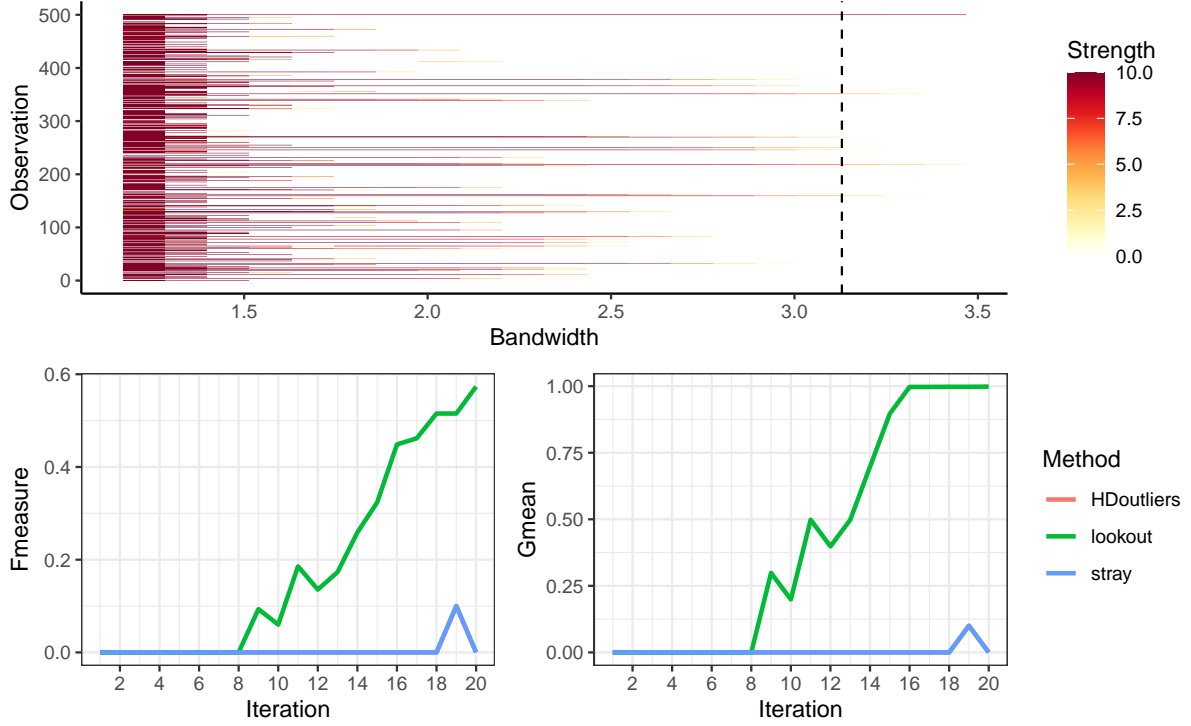 500
400
300
200
100
0
Observation
1.5
2.0
2.5
3.0
3.5
Bandwidth
Strength
10.0
7.5
5.0
2.5
0.0
0.6
0.4
0.2
0.0
Fmeasure
2 4 6 8 10 12 14 16 18 20
Iteration
1.00
0.75
0.50
0.25
0.00
Gmean
2 4 6 8 10 12 14 16 18 20
Iteration
Method
HDoutliers
lookout
stray